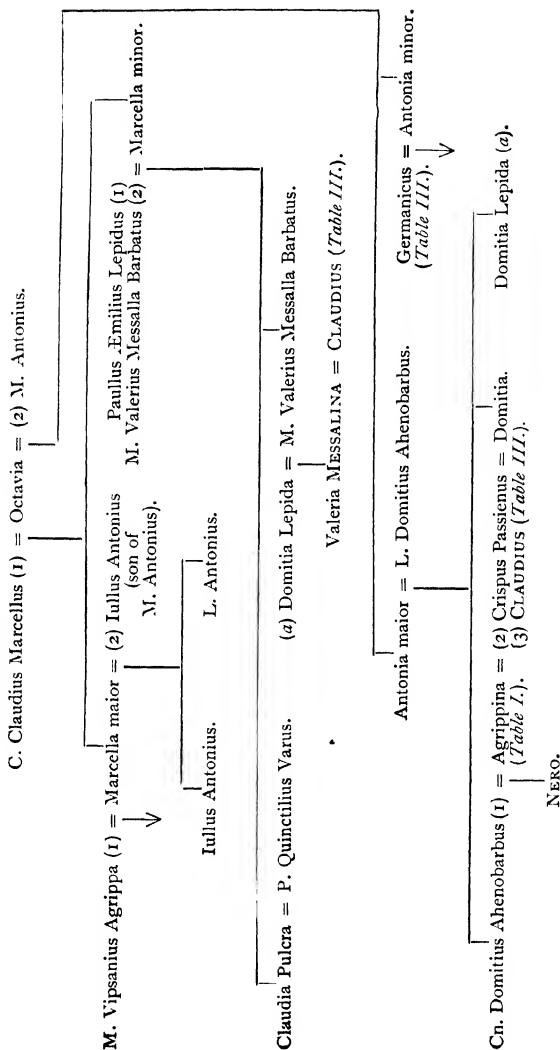 C. Claudius Marcellus (1) = Octavia = (2) M. Antonius.
M. Vipsanius Agrippa (1) = Marcella maior = (2) Iullus Antonius
(son of
M. Antonius).
Paullus Æmilius Lepidus (1)
M. Valerius Messalla Barbatus (2) = Marcella minor.
Iullus Antonius.
L. Antonius.
Claudia Pulcra = P. Quinctilius Varus.
(a) Domitia Lepida = M. Valerius Messalla Barbatus.
Valeria MESSALINA = CLAUDIUS (Table III.).
Antonia maior = L. Domitius Ahenobarbus.
Germanicus = Antonia minor.
(Table III.).
Cn. Domitius Ahenobarbus (1) = Agrippina = (2) Crispus Passienus = Domitia.
(Table I.). (3) CLAUDIUS (Table III.).
Domitia Lepida (a).
NERO.